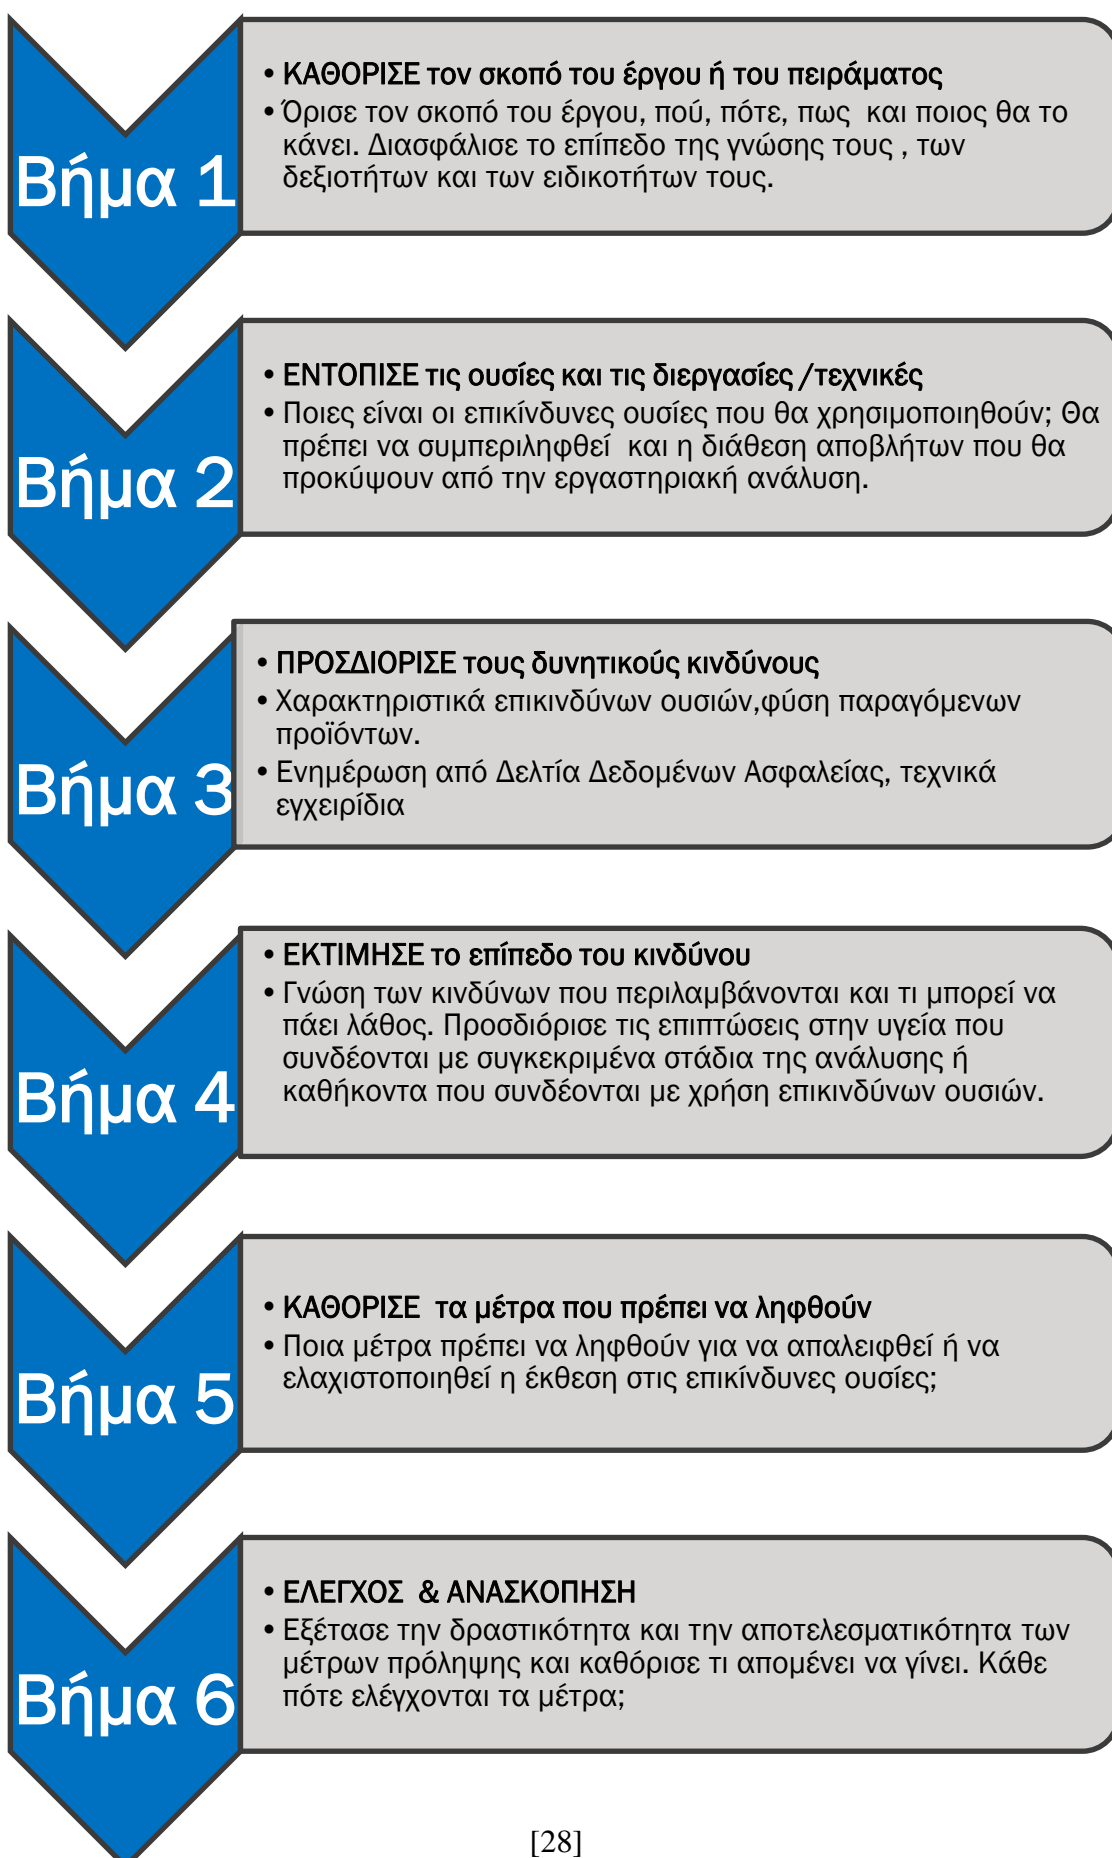 Βήμα 1
• ΚΑΘΟΡΙΣΕ τον σκοπό του έργου ή του πειράματος
• Όρισε τον σκοπό του έργου, πού, πότε, πως και ποιος θα το
κάνει. Διασφάλισε το επίπεδο της γνώσης τους , των
δεξιοτήτων και των ειδικοτήτων τους.
Βήμα 2
• ΕΝΤΟΠΙΣΕ τις ουσίες και τις διεργασίες /τεχνικές
• Ποιες είναι οι επικίνδυνες ουσίες που θα χρησιμοποιηθούν; Θα
πρέπει να συμπεριληφθεί και η διάθεση αποβλήτων που θα
προκύψουν από την εργαστηριακή ανάλυση.
Βήμα 3
• ΠΡΟΣΔΙΟΡΙΣΕ τους δυνητικούς κινδύνους
• Χαρακτηριστικά επικινδύνων ουσιών,φύση παραγόμενων
προϊόντων.
• Ενημέρωση από Δελτία Δεδομένων Ασφαλείας, τεχνικά
εγχειρίδια
Βήμα 4
• ΕΚΤΙΜΗΣΕ το επίπεδο του κινδύνου
• Γνώση των κινδύνων που περιλαμβάνονται και τι μπορεί να
πάει λάθος. Προσδιόρισε τις επιπτώσεις στην υγεία που
συνδέονται με συγκεκριμένα στάδια της ανάλυσης ή
καθήκοντα που συνδέονται με χρήση επικινδύνων ουσιών.
Βήμα 5
• ΚΑΘΟΡΙΣΕ τα μέτρα που πρέπει να ληφθούν
• Ποια μέτρα πρέπει να ληφθούν για να απαλειφθεί ή να
ελαχιστοποιηθεί η έκθεση στις επικίνδυνες ουσίες;
Βήμα 6
• ΕΛΕΓΧΟΣ & ΑΝΑΣΚΟΠΗΣΗ
• Εξέτασε την δραστικότητα και την αποτελεσματικότητα των
μέτρων πρόληψης και καθόρισε τι απομένει να γίνει. Κάθε
πότε ελέγχονται τα μέτρα;
[28]